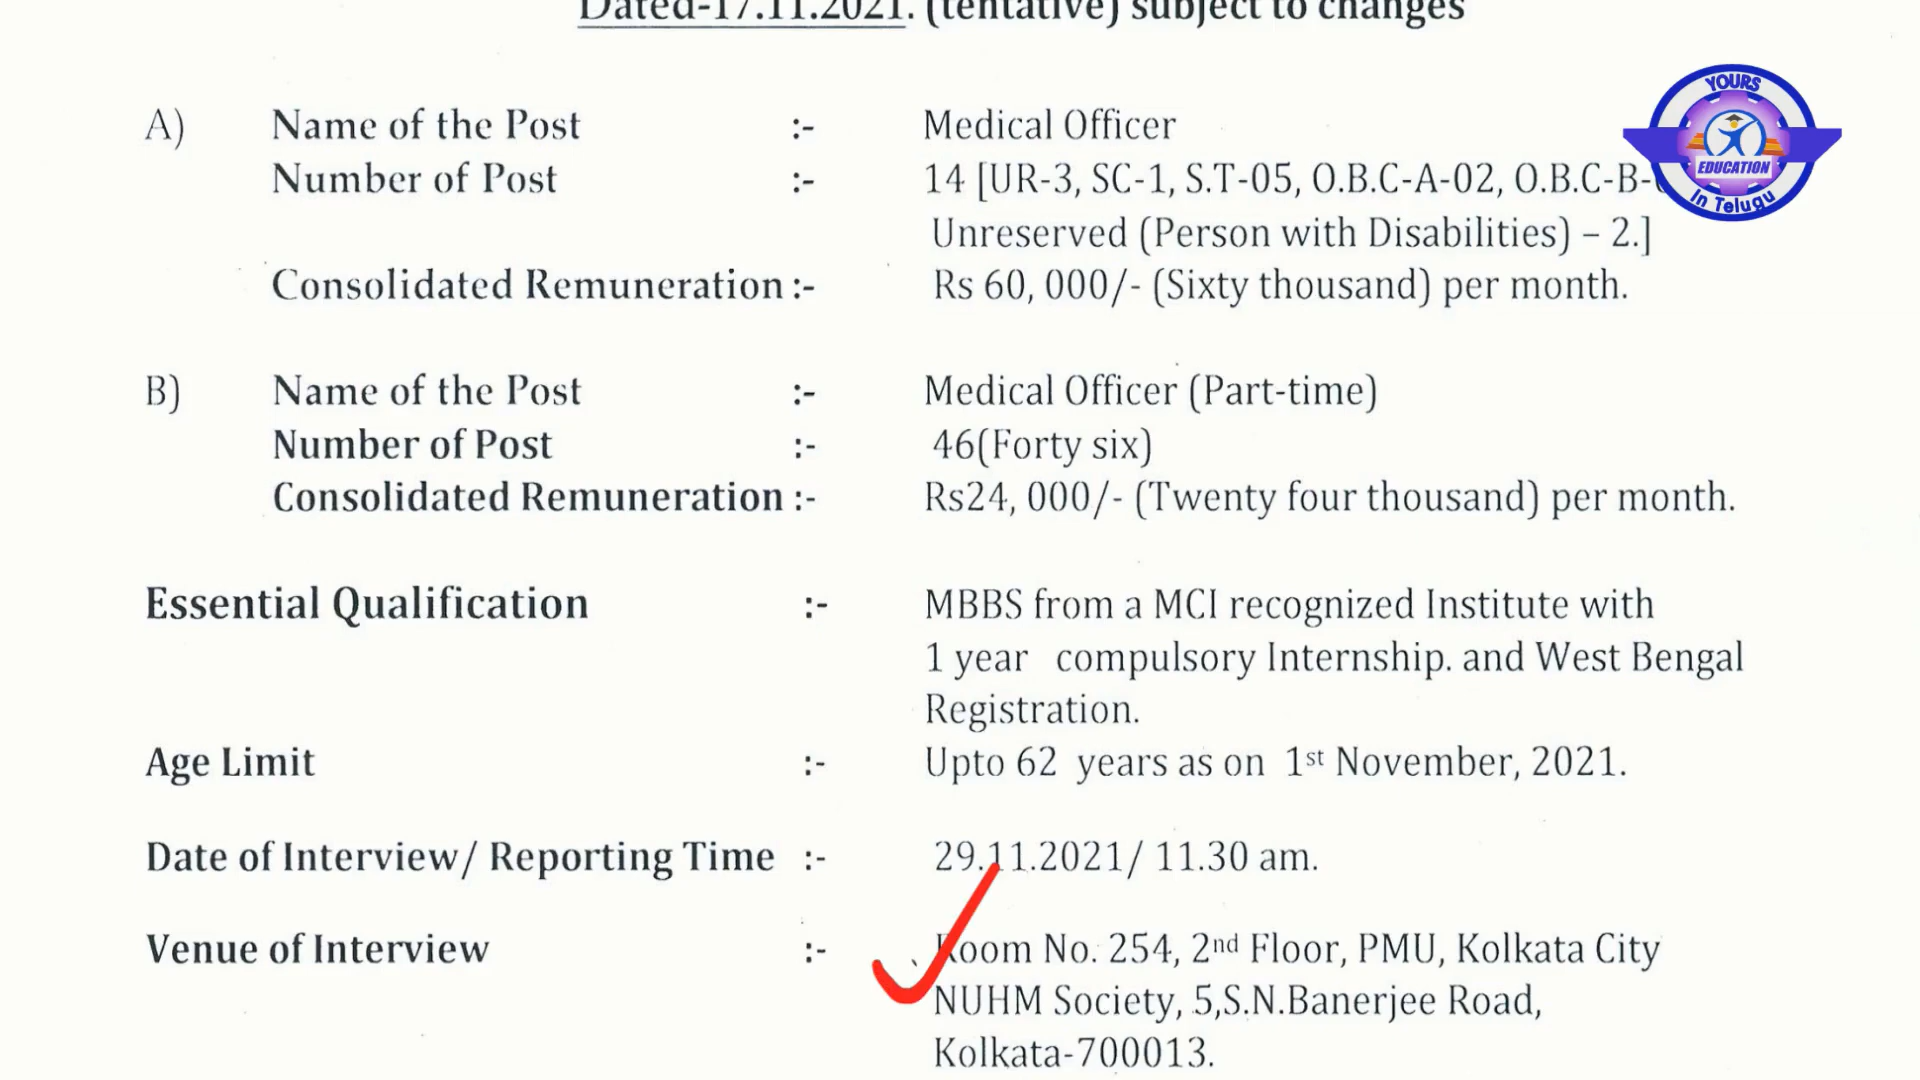 Dated-17.11.2021. (tentative) subject to changes
A) Name of the Post :- Medical Officer
Number of Post :- 14 [UR-3, SC-1, S.T-05, O.B.C-A-02, O.B.C-B-
Unreserved (Person with Disabilities) – 2.]
Consolidated Remuneration :- Rs 60, 000/- (Sixty thousand) per month.
B) Name of the Post :- Medical Officer (Part-time)
Number of Post :- 46(Forty six)
Consolidated Remuneration :- Rs24, 000/- (Twenty four thousand) per month.
Essential Qualification :- MBBS from a MCI recognized Institute with
1 year compulsory Internship. and West Bengal
Registration.
Age Limit :- Upto 62 years as on 1st November, 2021.
Date of Interview/ Reporting Time :- 29.11.2021/ 11.30 am.
Venue of Interview :- Room No. 254, 2nd Floor, PMU, Kolkata City
NUHM Society, 5,S.N.Banerjee Road,
Kolkata-700013.
YOURS
EDUCATION
In Telugu